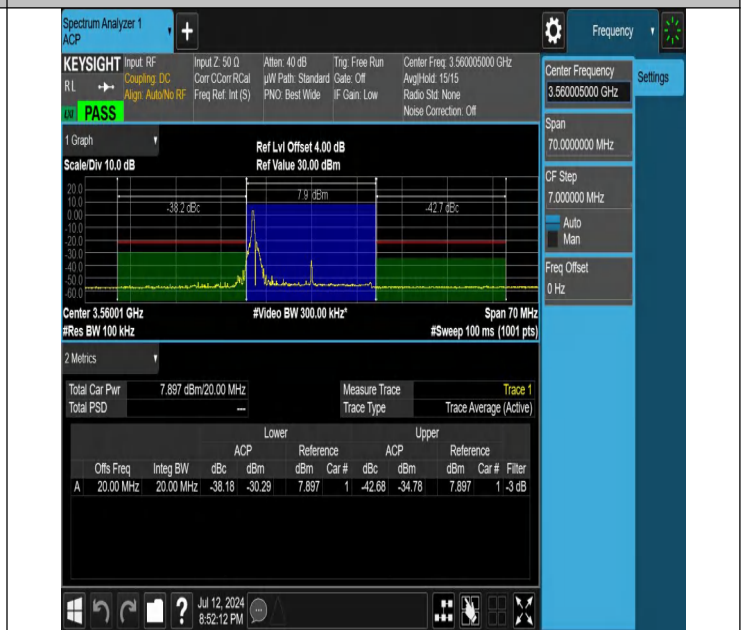 Spectrum Analyzer 1
ACP
Frequency
KEYSIGHT
RL
PASS
Input: RF
Coupling: DC
Align: Auto/No RF
Input Z: 50 Ω
Corr CCorr RCal
Freq Ref: Int (S)
Atten: 40 dB
µW Path: Standard
PNO: Best Wide
Trig: Free Run
Gate: Off
IF Gain: Low
Center Freq: 3.560005000 GHz
Avg|Hold: 15/15
Radio Std: None
Noise Correction: Off
Center Frequency
3.560005000 GHz
Settings
Span
70.0000000 MHz
CF Step
7.000000 MHz
Auto
Man
Freq Offset
0 Hz
1 Graph
Scale/Div 10.0 dB
Ref Lvl Offset 4.00 dB
Ref Value 30.00 dBm
20.0
10.0
0.00
-10.0
-20.0
-30.0
-40.0
-50.0
-60.0
-38.2 dBc
7.9 dBm
-42.7 dBc
Center 3.56001 GHz
#Video BW 300.00 kHz*
Span 70 MHz
#Res BW 100 kHz
#Sweep 100 ms (1001 pts)
2 Metrics
Total Car Pwr 7.897 dBm/20.00 MHz
Measure Trace Trace 1
Total PSD ---
Trace Type Trace Average (Active)
Lower Upper
ACP Reference ACP Reference
Offs Freq Integ BW dBc dBm dBm Car # dBc dBm dBm Car # Filter
A 20.00 MHz 20.00 MHz -38.18 -30.29 7.897 1 -42.68 -34.78 7.897 1 -3 dB
Jul 12, 2024
8:52:12 PM